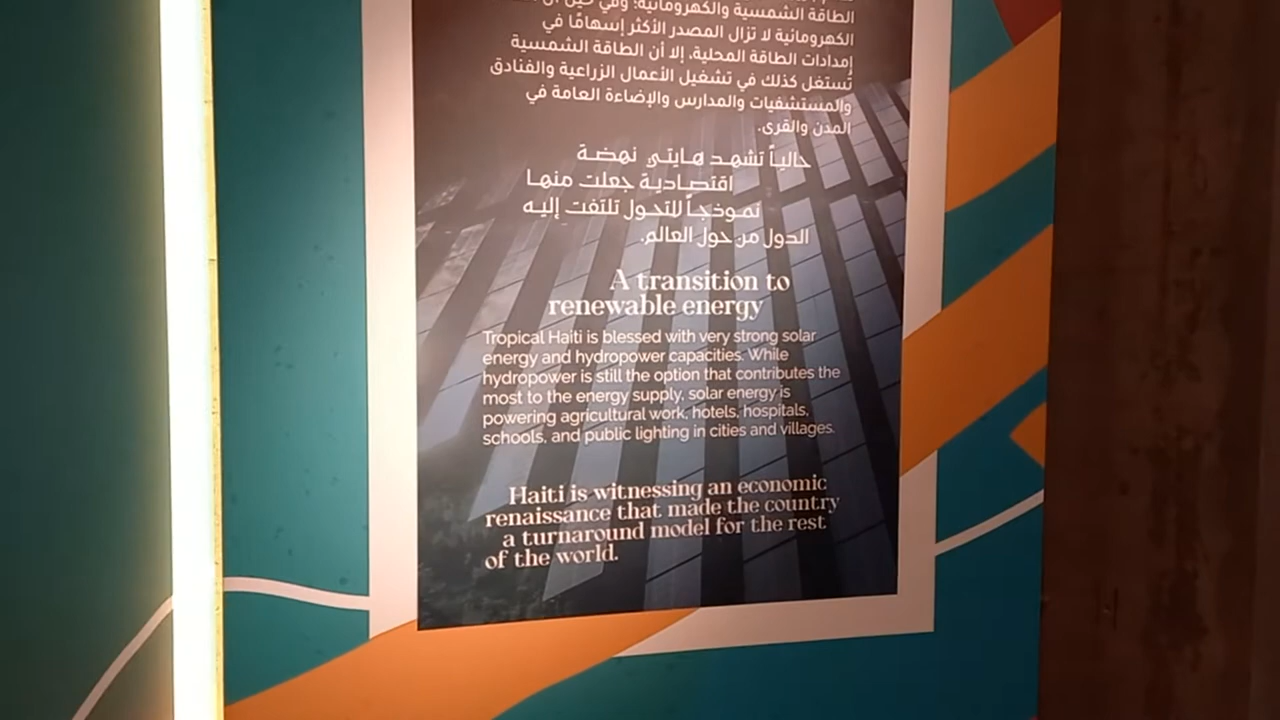 الطاقة الشمسية والكهرومائية؛ وفي حين أن
الكهرومائية لا تزال المصدر الأكثر إسهامًا في
إمدادات الطاقة المحلية، إلا أن الطاقة الشمسية
تُستغل كذلك في تشغيل الأعمال الزراعية والفنادق
والمستشفيات والمدارس والإضاءة العامة في
المدن والقرى.
حالياً تشهد هايتي نهضة
اقتصادية جعلت منها
نموذجاً للتحول تلتفت إليه
الدول من حول العالم.
A transition to
renewable energy
Tropical Haiti is blessed with very strong solar
energy and hydropower capacities. While
hydropower is still the option that contributes the
most to the energy supply, solar energy is
powering agricultural work, hotels, hospitals,
schools, and public lighting in cities and villages.
Haiti is witnessing an economic
renaissance that made the country
a turnaround model for the rest
of the world.